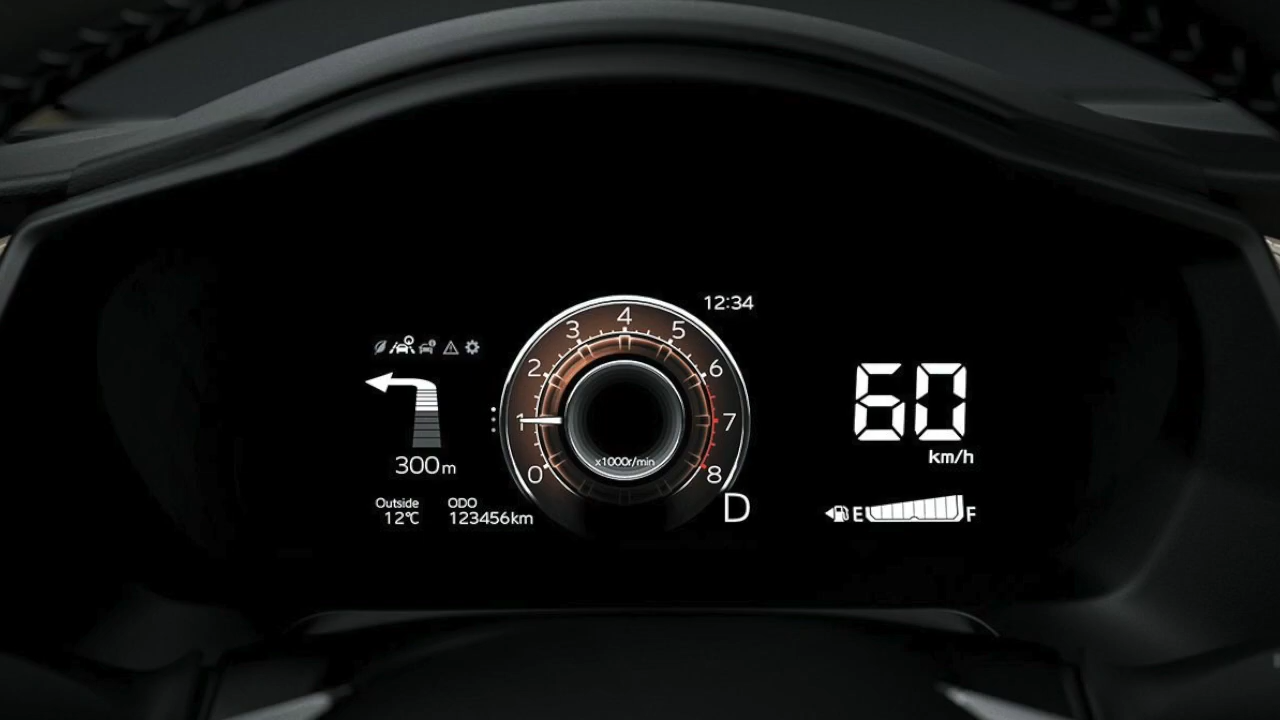 12:34
4
3
5
2
6
1
7
0
8
x1000r/min
D
300m
Outside
12℃
ODO
123456km
60
km/h
E
F